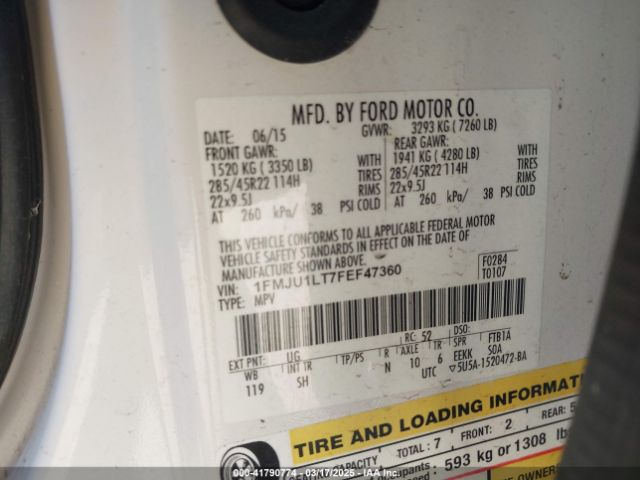 MFD. BY FORD MOTOR CO.
DATE: 06/15 GVWR: 3293 KG ( 7260 LB)
FRONT GAWR: REAR GAWR:
1520 KG ( 3350 LB) WITH 1941 KG ( 4280 LB) WITH
285/45R22 114H TIRES 285/45R22 114H TIRES
22x9.5J RIMS 22x9.5J RIMS
AT 260 kPa/ 38 PSI COLD AT 260 kPa/ 38 PSI COLD
THIS VEHICLE CONFORMS TO ALL APPLICABLE FEDERAL MOTOR
VEHICLE SAFETY STANDARDS IN EFFECT ON THE DATE OF
MANUFACTURE SHOWN ABOVE.
VIN: 1FMJU1LT7FEF47360 F0284
TYPE: MPV T0107
EXT PNT: UG RC: 52 DSO:
WB INT TR TP/PS R AXLE TR SPR FTB1A
119 SH N 10 6 EEKK SOA
UTC ▽5U5A-1520472-BA
TIRE AND LOADING INFORMAT
CAPACITY TOTAL : 7 FRONT: 2 REAR: 5
593 kg or 1308 lbs
OWNER
41790774 - 03/17/2025 - IAAI, Inc.